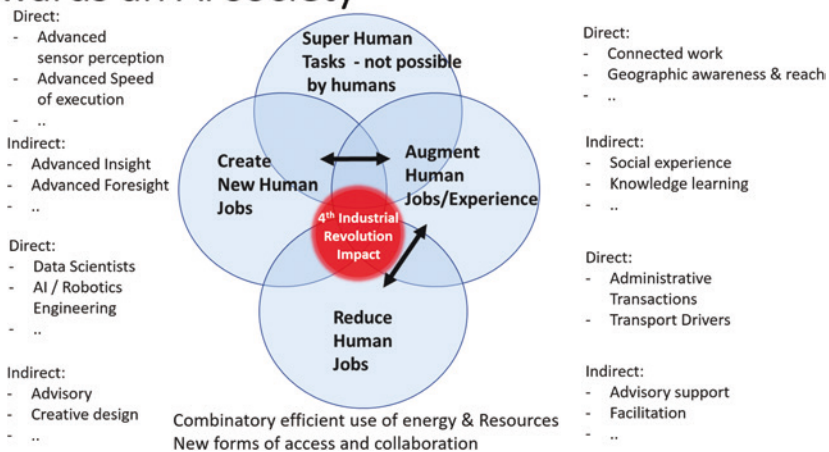 Direct:
- Advanced
sensor perception
- Advanced Speed
of execution
- ..
Indirect:
- Advanced Insight
- Advanced Foresight
- ..
Direct:
- Data Scientists
- AI / Robotics
Engineering
- ..
Indirect:
- Advisory
- Creative design
- ..
Super Human
Tasks - not possible
by humans
Create
New Human
Jobs
Augment
Human
Jobs/Experience
4th Industrial
Revolution
Impact
Reduce
Human
Jobs
Combinatory efficient use of energy & Resources
New forms of access and collaboration
Direct:
- Connected work
- Geographic awareness & reach
- ..
Indirect:
- Social experience
- Knowledge learning
- ..
Direct:
- Administrative
Transactions
- Transport Drivers
Indirect:
- Advisory support
- Facilitation
- ..